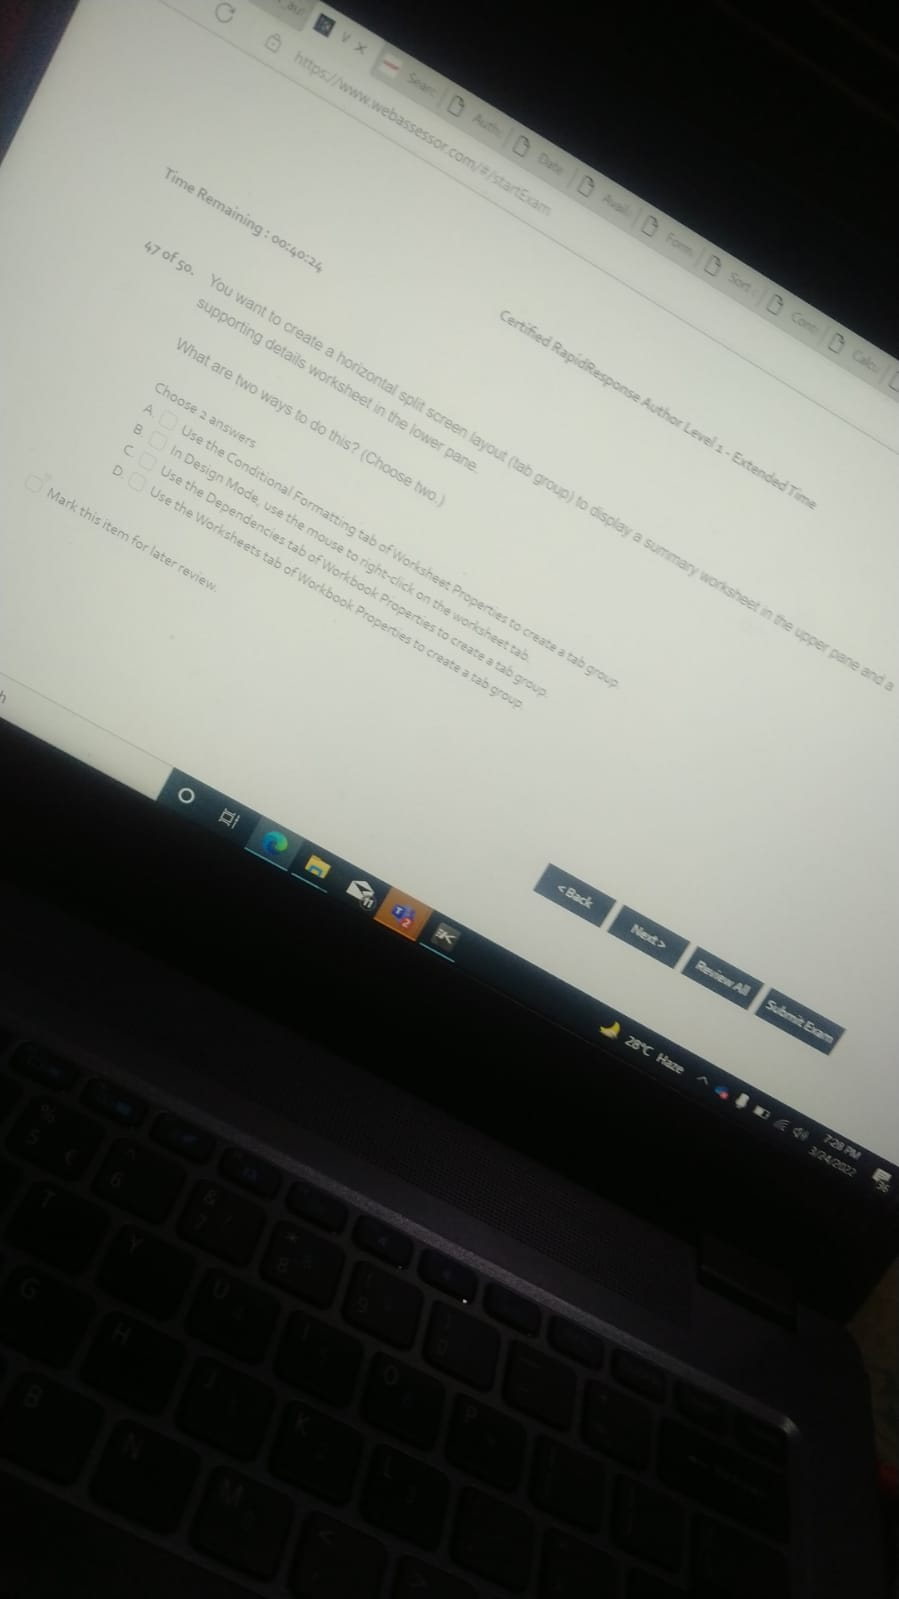 https://www.webassessor.com/#/startExam
Time Remaining : 00:40:24
Certified RapidResponse Author Level 1 - Extended Time
47 of 50.
You want to create a horizontal split screen layout (tab group) to display a summary worksheet in the upper pane and a
supporting details worksheet in the lower pane.
What are two ways to do this? (Choose two.)
Choose 2 answers
A. Use the Conditional Formatting tab of Worksheet Properties to create a tab group.
B. In Design Mode, use the mouse to right-click on the worksheet tab.
C. Use the Dependencies tab of Workbook Properties to create a tab group.
D. Use the Worksheets tab of Workbook Properties to create a tab group.
Mark this item for later review.
< Back
Next >
Review All
Submit Exam
28°C Haze
7:28 PM
3/24/2022